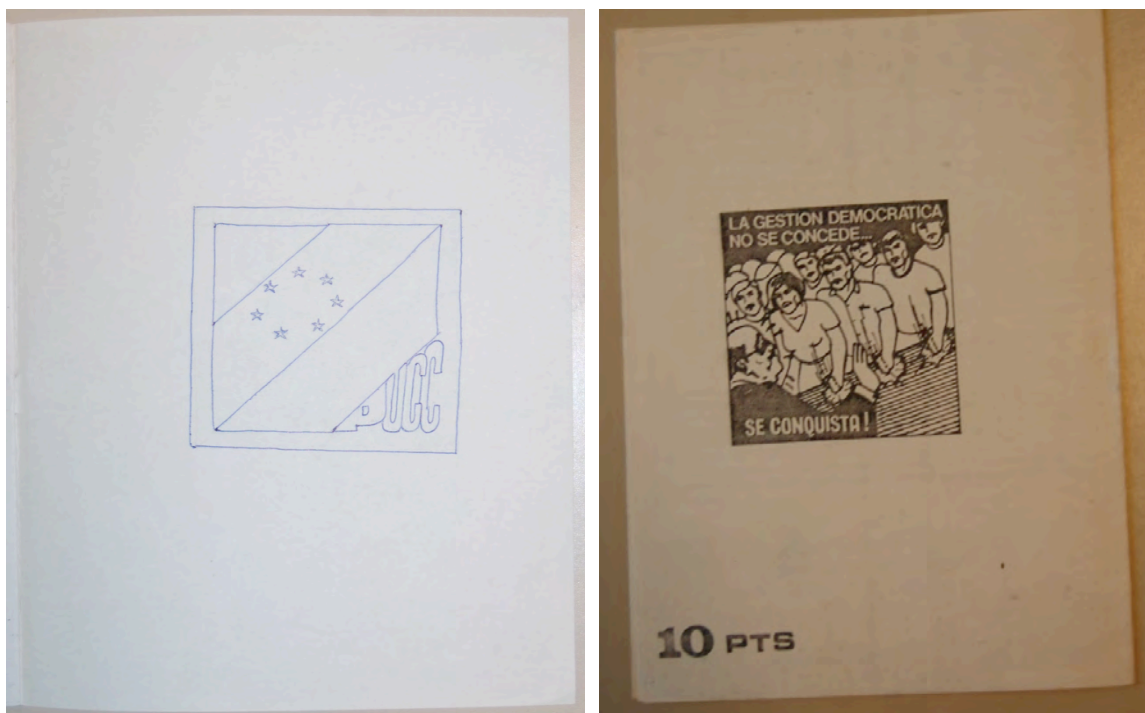 PUCC
LA GESTION DEMOCRATICA
NO SE CONCEDE...
SE CONQUISTA!
10 PTS